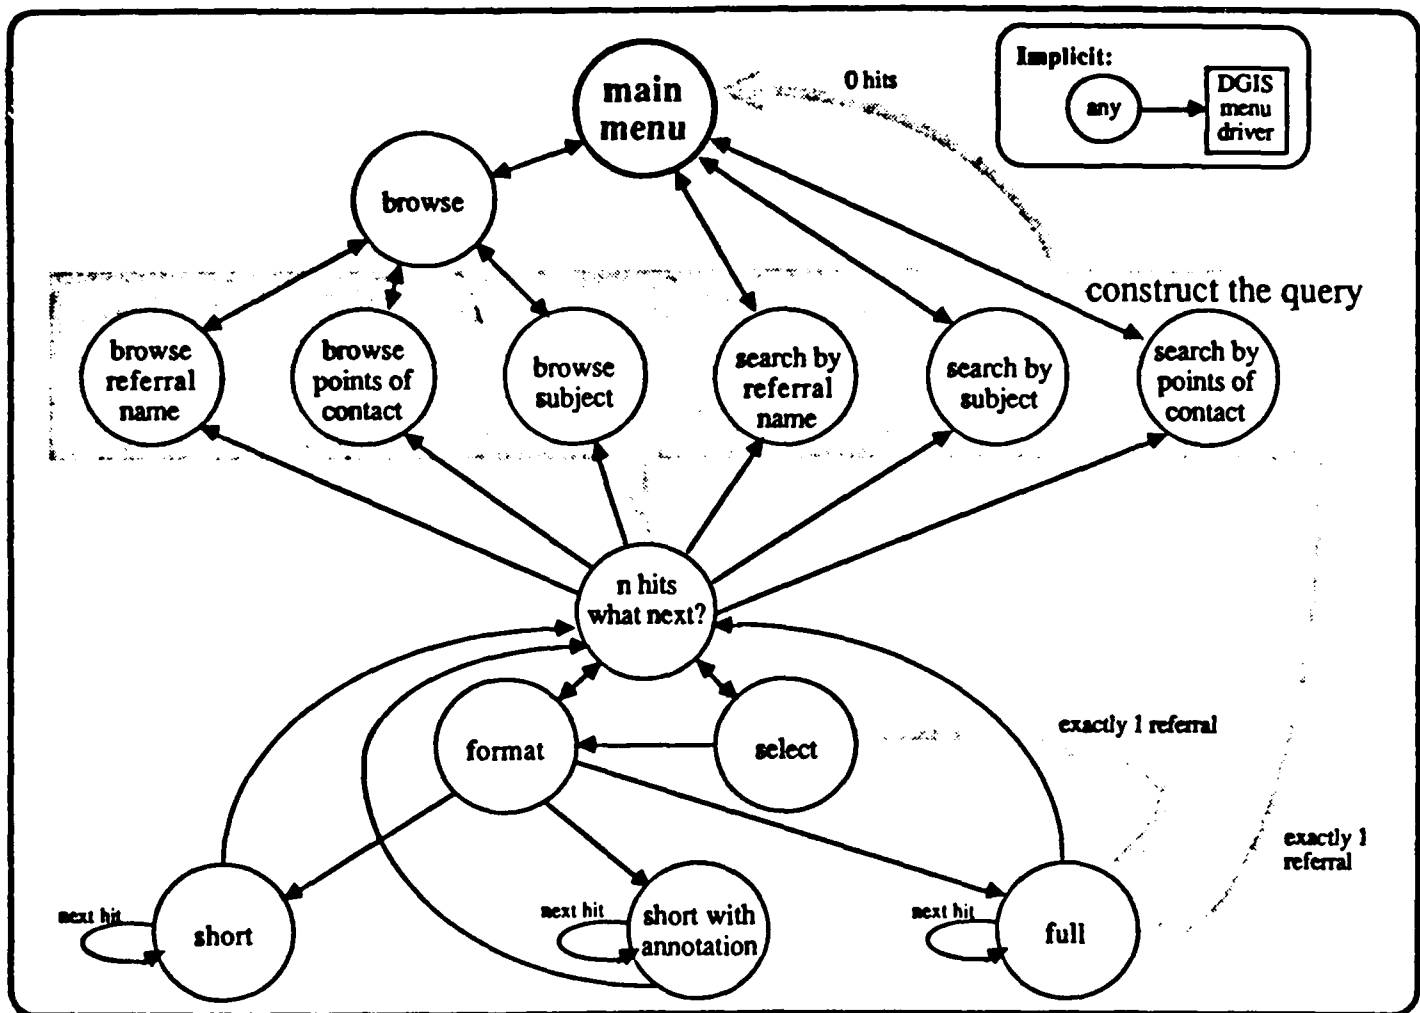 main
menu
0 hits
Implicit:
any
DGIS
menu
driver
browse
construct the query
browse
referral
name
browse
points of
contact
browse
subject
search by
referral
name
search by
subject
search by
points of
contact
n hits
what next?
format
select
exactly 1 referral
exactly 1
referral
next hit
short
next hit
short with
annotation
next hit
full